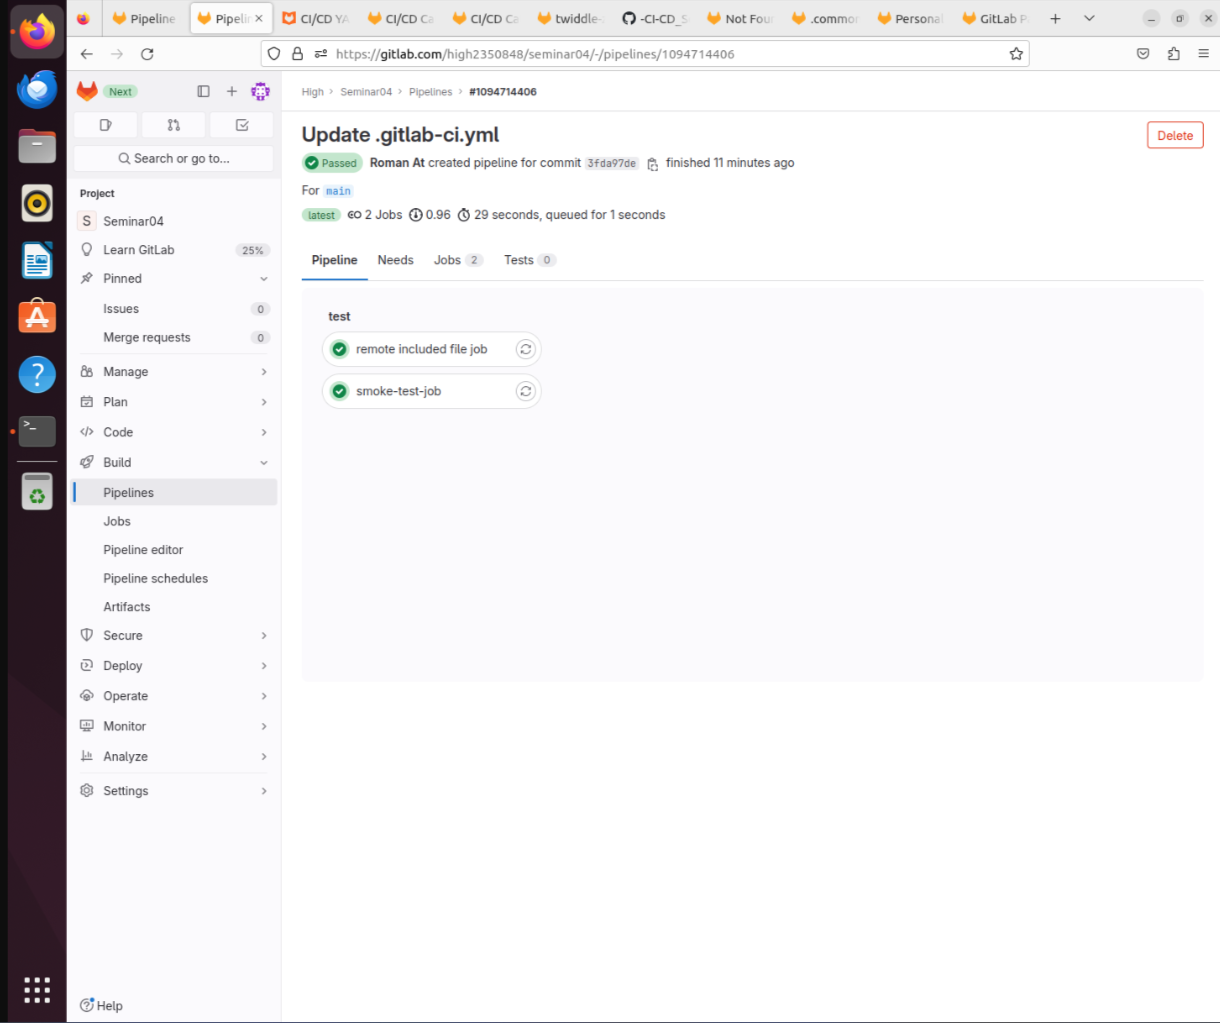 Pipeline
Pipelin
CI/CD YA
CI/CD Ca
CI/CD Ca
twiddle-
-CI-CD_S
Not Fou
.common
Personal
GitLab P
https://gitlab.com/high2350848/seminar04/-/pipelines/1094714406
Next
Search or go to...
Project
S Seminar04
Learn GitLab 25%
Pinned
Issues 0
Merge requests 0
Manage
Plan
Code
Build
Pipelines
Jobs
Pipeline editor
Pipeline schedules
Artifacts
Secure
Deploy
Operate
Monitor
Analyze
Settings
Help
High › Seminar04 › Pipelines › #1094714406
Update .gitlab-ci.yml
Delete
Passed Roman At created pipeline for commit 3fda97de finished 11 minutes ago
For main
latest 2 Jobs 0.96 29 seconds, queued for 1 seconds
Pipeline Needs Jobs 2 Tests 0
test
remote included file job
smoke-test-job